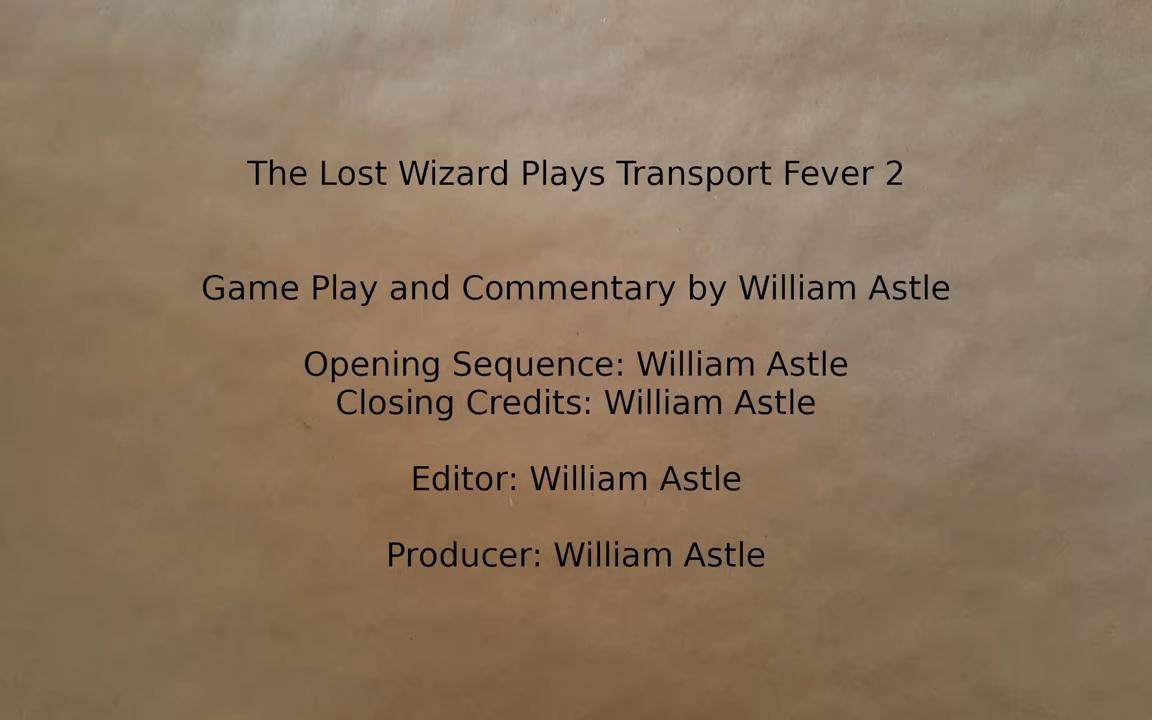 The Lost Wizard Plays Transport Fever 2
Game Play and Commentary by William Astle
Opening Sequence: William Astle
Closing Credits: William Astle
Editor: William Astle
Producer: William Astle